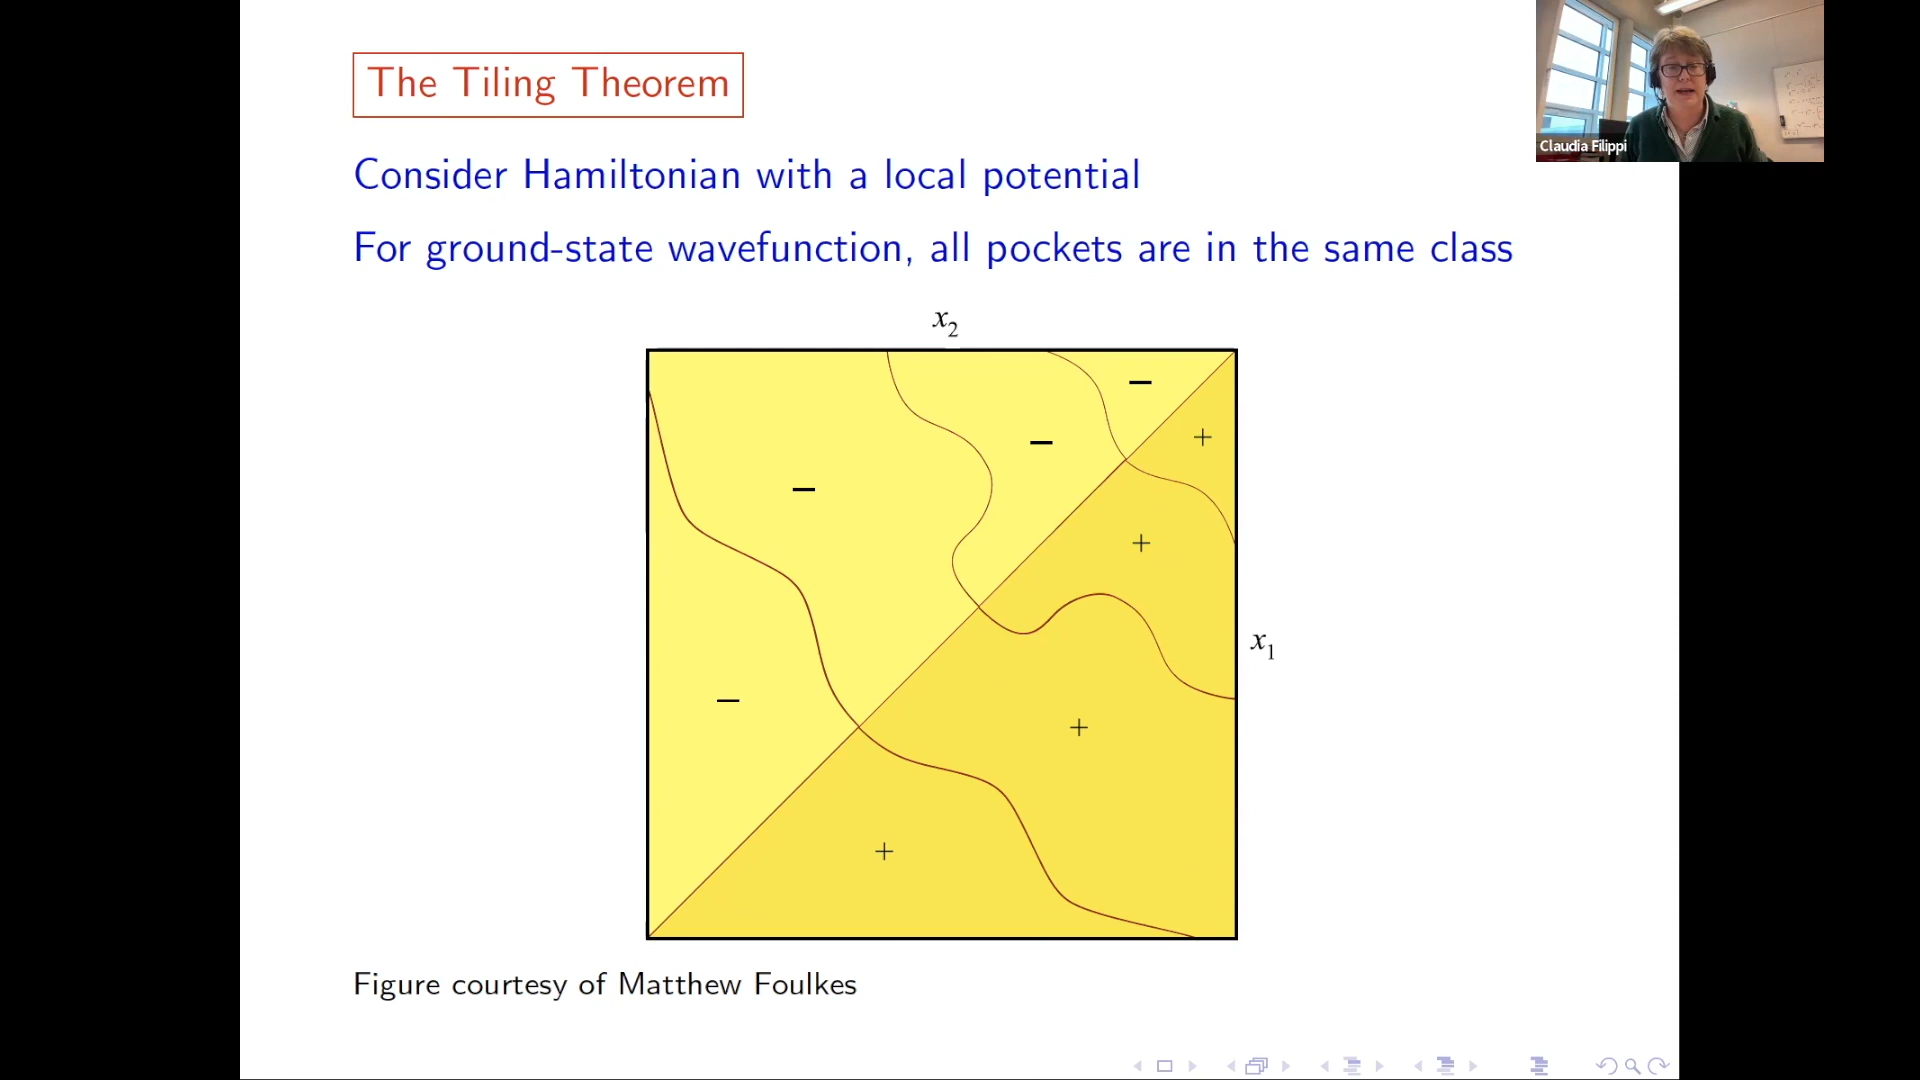 The Tiling Theorem
Claudia Filippi
Consider Hamiltonian with a local potential
For ground-state wavefunction, all pockets are in the same class
x2
−
+
−
−
+
x1
−
+
+
Figure courtesy of Matthew Foulkes